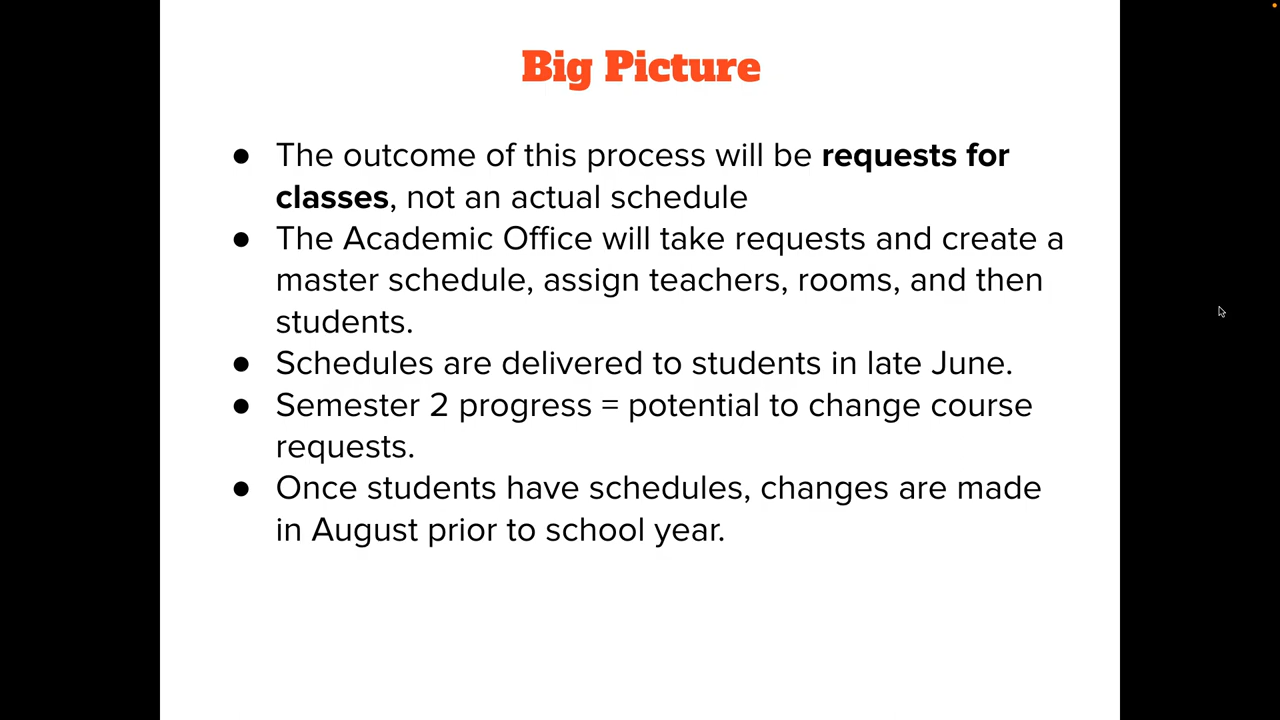 Big Picture
● The outcome of this process will be requests for
classes, not an actual schedule
● The Academic Office will take requests and create a
master schedule, assign teachers, rooms, and then
students.
● Schedules are delivered to students in late June.
● Semester 2 progress = potential to change course
requests.
● Once students have schedules, changes are made
in August prior to school year.